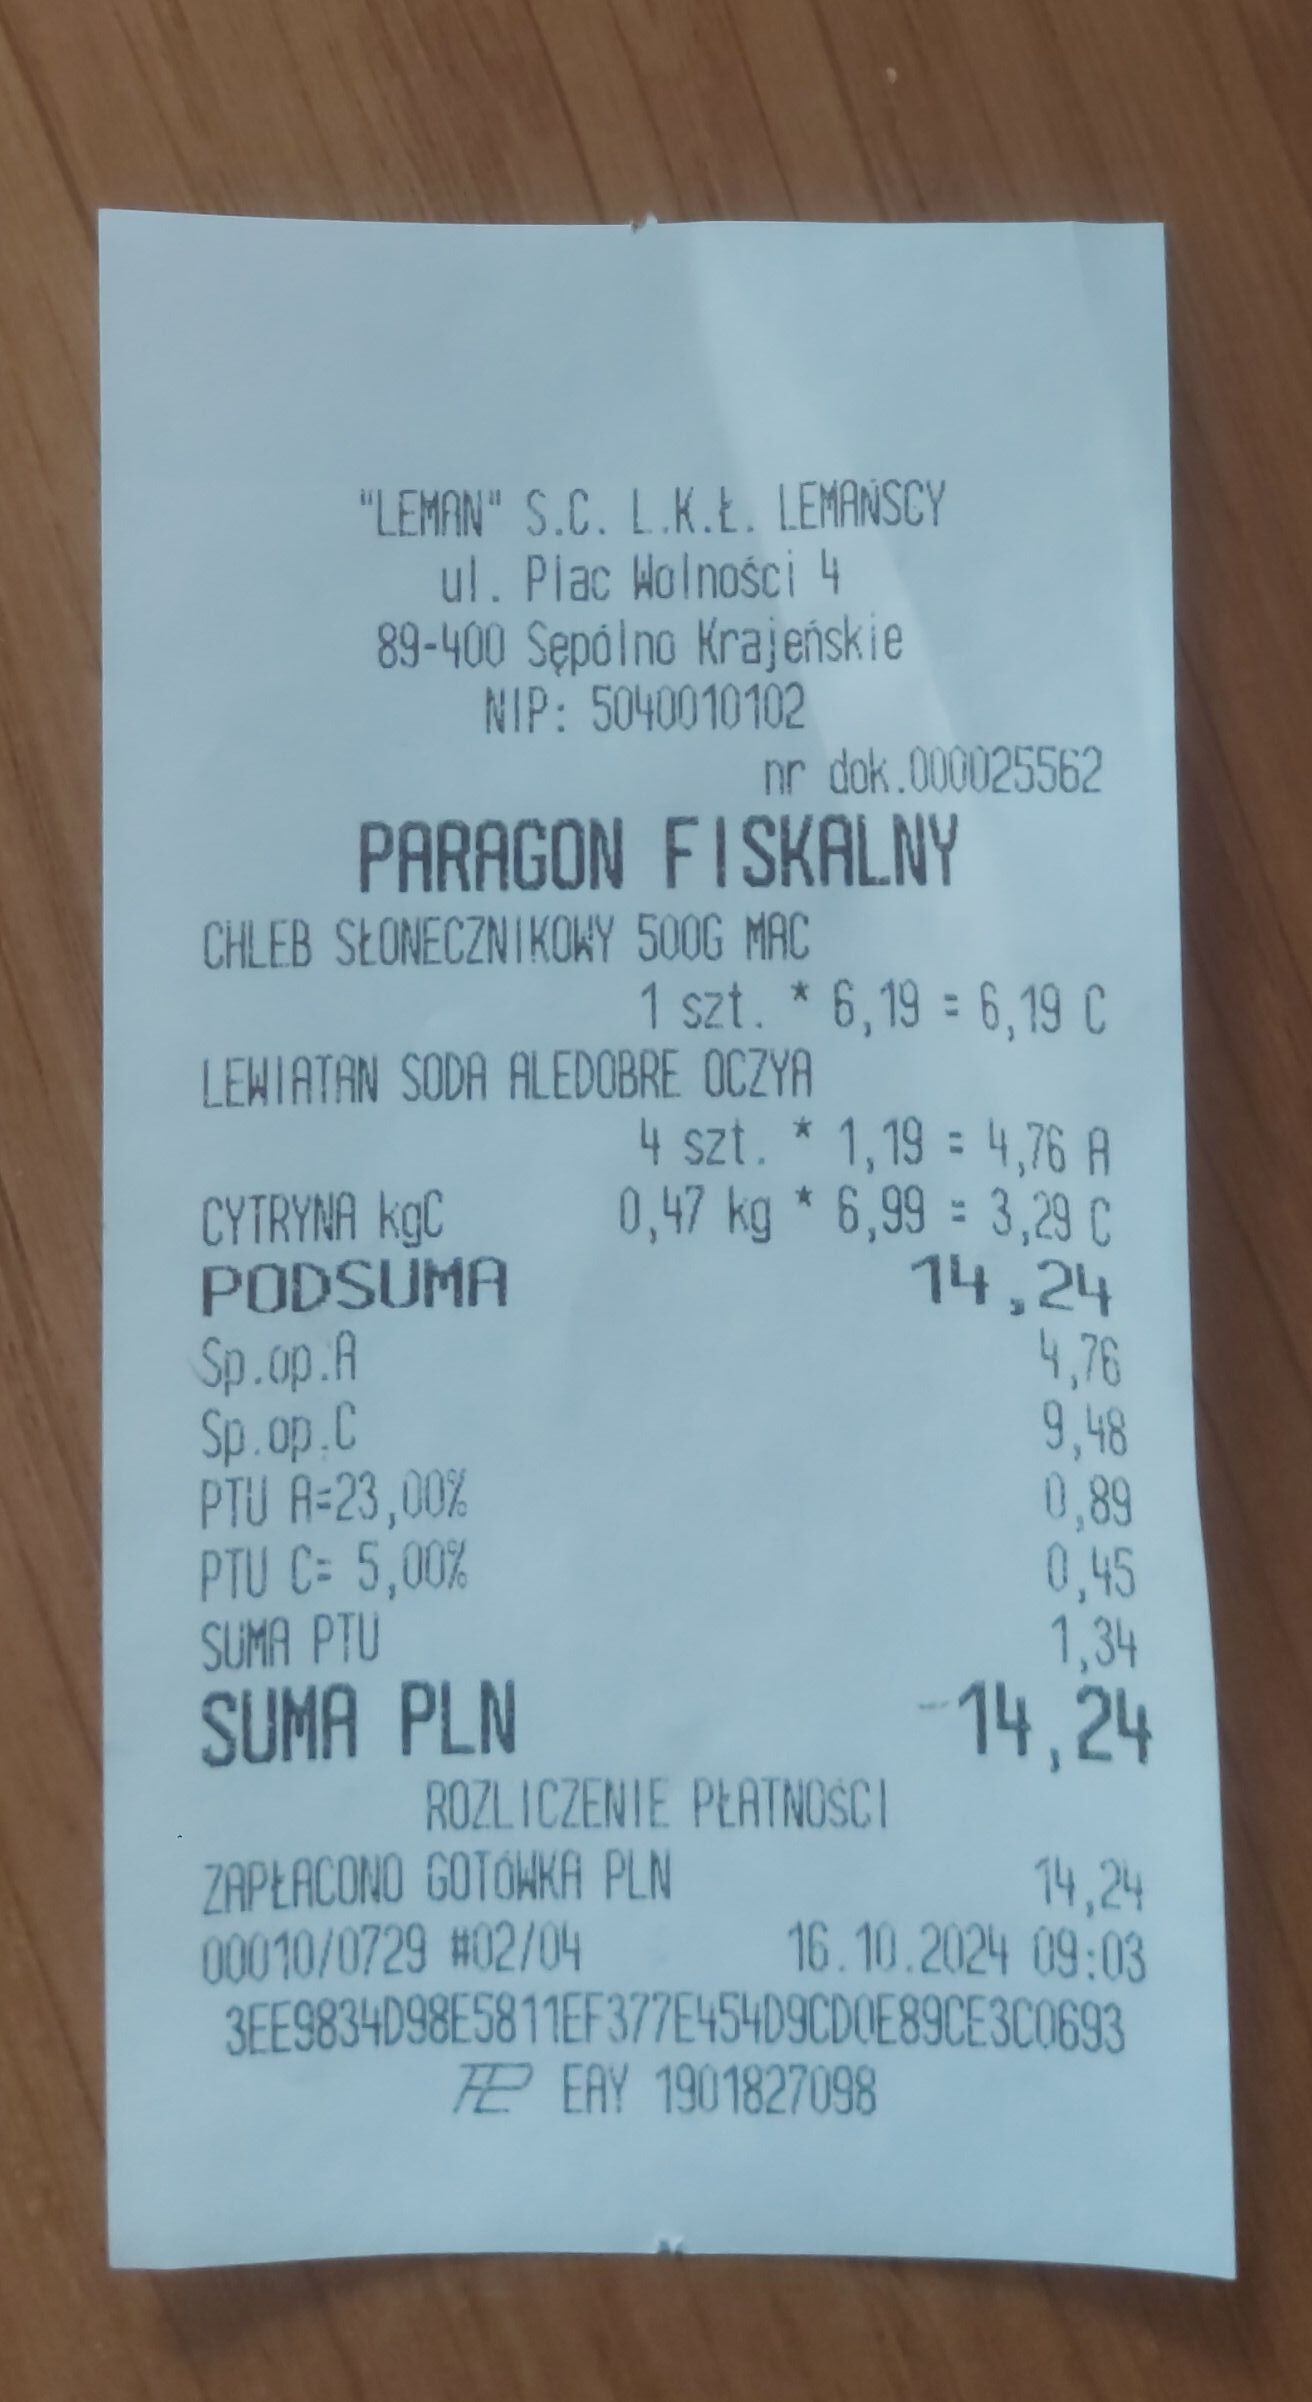 "LEMAN" S.C. L.K.Ł. LEMAŃSCY
ul. Plac Wolności 4
89-400 Sępólno Krajeńskie
NIP: 5040010102
nr dok.000025562
PARAGON FISKALNY
CHLEB SŁONECZNIKOWY 500G MAC
1 szt. * 6,19 = 6,19 C
LEWIATAN SODA ALEDOBRE OCZYA
4 szt. * 1,19 = 4,76 A
CYTRYNA kgC 0,47 kg * 6,99 = 3,29 C
PODSUMA 14,24
Sp.op.A 4,76
Sp.op.C 9,48
PTU A=23,00% 0,89
PTU C= 5,00% 0,45
SUMA PTU 1,34
SUMA PLN 14,24
ROZLICZENIE PŁATNOŚCI
ZAPŁACONO GOTÓWKA PLN 14,24
00010/0729 #02/04 16.10.2024 09:03
3EE9834D98E5811EF377E454D9CD0E89CE3C0693
EAY 1901827098